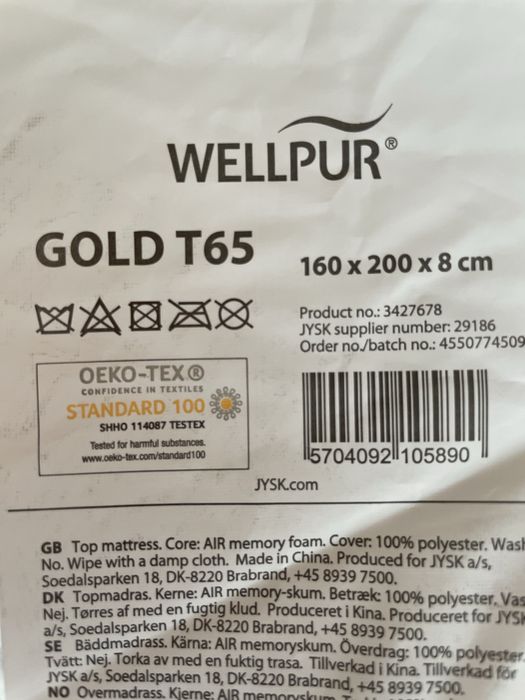 WELLPUR®
GOLD T65
160 x 200 x 8 cm
Product no.: 3427678
JYSK supplier number: 29186
Order no./batch no.: 4550774509
OEKO-TEX®
CONFIDENCE IN TEXTILES
STANDARD 100
SHHO 114087 TESTEX
Tested for harmful substances.
www.oeko-tex.com/standard100
5704092 105890
JYSK.com
GB Top mattress. Core: AIR memory foam. Cover: 100% polyester. Wash
No. Wipe with a damp cloth. Made in China. Produced for JYSK a/s,
Soedalsparken 18, DK-8220 Brabrand, +45 8939 7500.
DK Topmadras. Kerne: AIR memory-skum. Betræk: 100% polyester. Vas
Nej. Tørres af med en fugtig klud. Produceret i Kina. Produceret for JYSK
a/s, Soedalsparken 18, DK-8220 Brabrand, +45 8939 7500.
SE Bäddmadrass. Kärna: AIR memoryskum. Överdrag: 100% polyester.
Tvätt: Nej. Torka av med en fuktig trasa. Tillverkad i Kina. Tillverkad för
JYSK a/s, Soedalsparken 18, DK-8220 Brabrand, +45 8939 7500.
NO Overmadrass. Kjerne: AIR memoryskum.